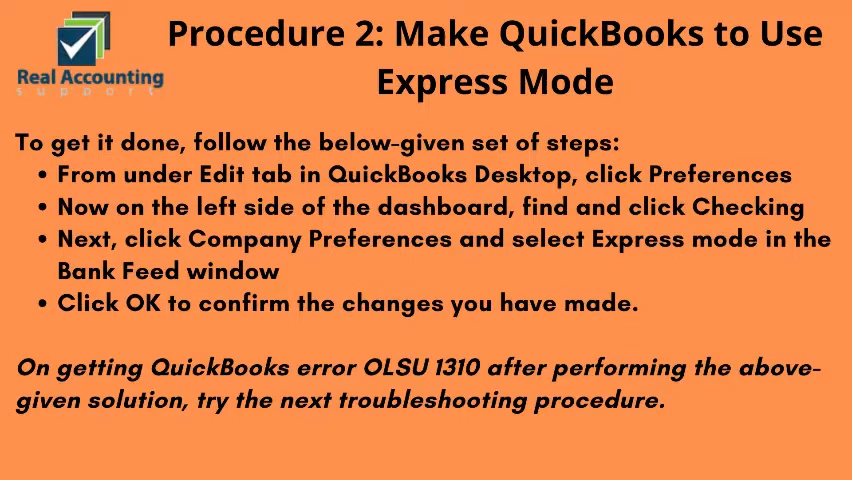 Real Accounting
support
Procedure 2: Make QuickBooks to Use
Express Mode
To get it done, follow the below-given set of steps:
• From under Edit tab in QuickBooks Desktop, click Preferences
• Now on the left side of the dashboard, find and click Checking
• Next, click Company Preferences and select Express mode in the
Bank Feed window
• Click OK to confirm the changes you have made.
On getting QuickBooks error OLSU 1310 after performing the above-
given solution, try the next troubleshooting procedure.